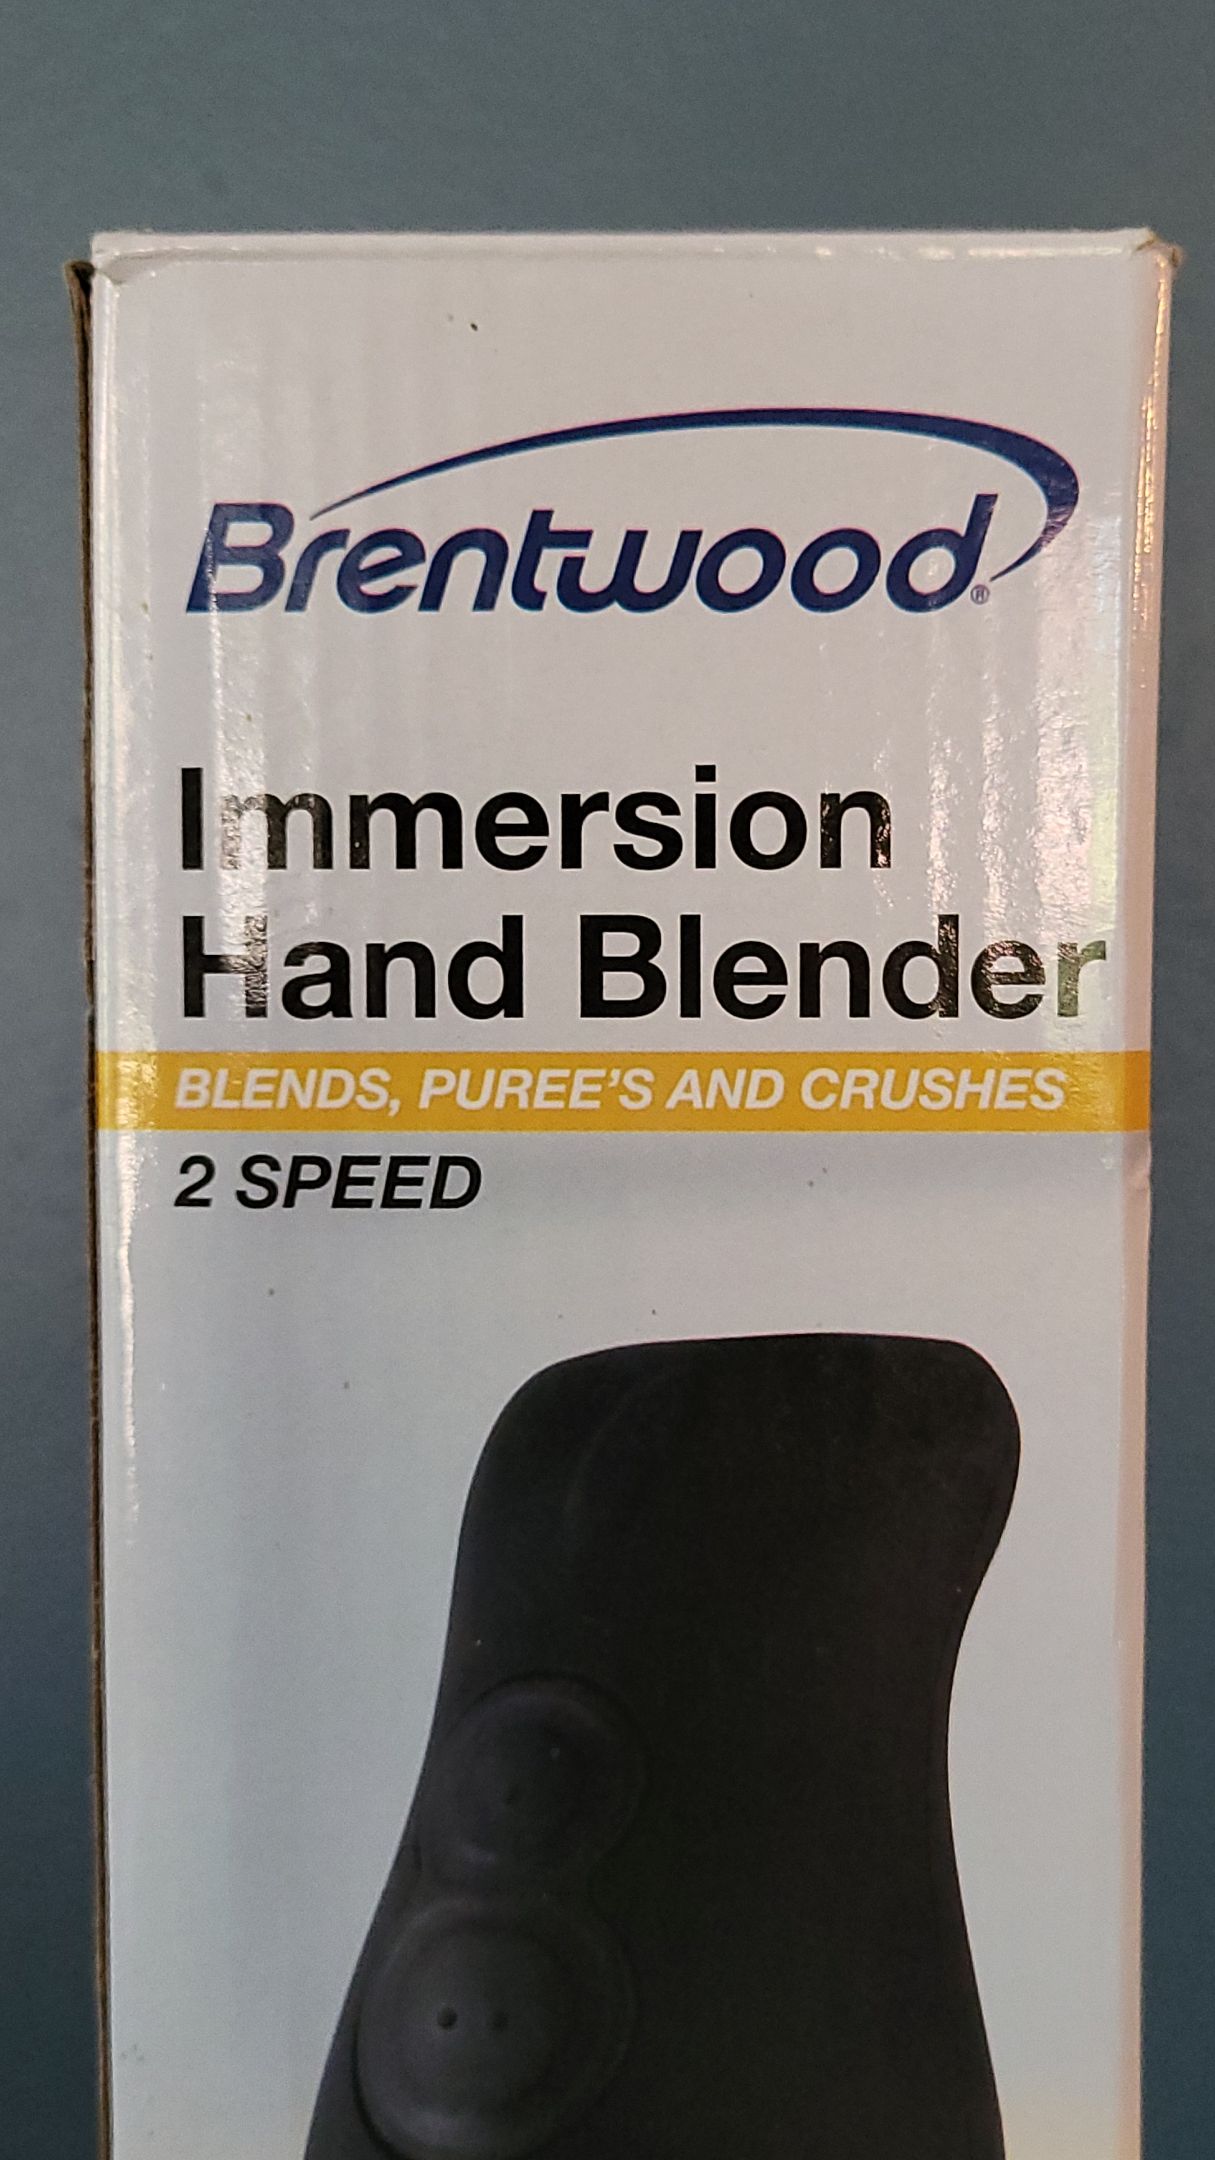 Brentwood®
Immersion
Hand Blender
BLENDS, PUREE'S AND CRUSHES
2 SPEED